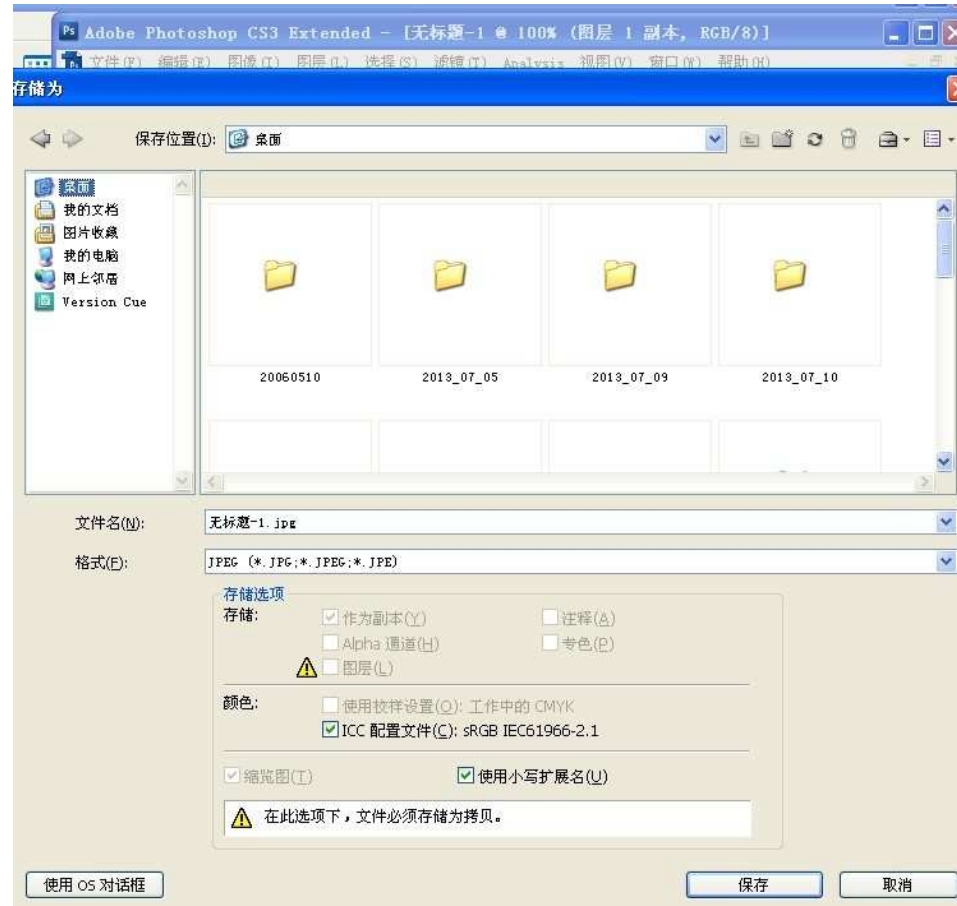 Adobe Photoshop CS3 Extended - [无标题-1 @ 100% (图层 1 副本, RGB/8)]
文件(F) 编辑(E) 图像(I) 图层(L) 选择(S) 滤镜(T) Analysis 视图(V) 窗口(W) 帮助(H)
存储为
保存位置(I): 桌面
桌面
我的文档
图片收藏
我的电脑
网上邻居
Version Cue
20060510 2013_07_05 2013_07_09 2013_07_10
文件名(N): 无标题-1.jpg
格式(F): JPEG (*.JPG;*.JPEG;*.JPE)
存储选项
存储: 作为副本(Y) 注释(A)
Alpha 通道(H) 专色(P)
图层(L)
颜色: 使用校样设置(O): 工作中的 CMYK
ICC 配置文件(C): sRGB IEC61966-2.1
缩览图(T) 使用小写扩展名(U)
在此选项下，文件必须存储为拷贝。
使用 OS 对话框 保存 取消